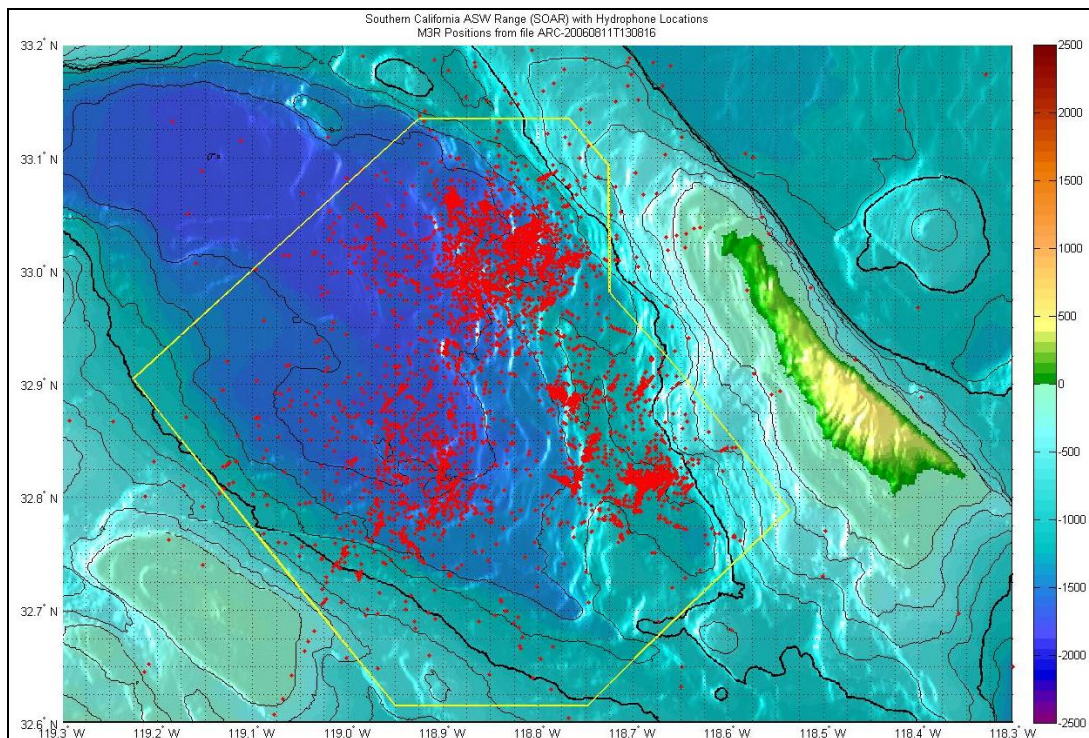 Southern California ASW Range (SOAR) with Hydrophone Locations
M3R Positions from file ARC-20060811T130816
33.2° N
33.1° N
33.0° N
32.9° N
32.8° N
32.7° N
32.6° N
119.3° W
119.2° W
119.1° W
119.0° W
118.9° W
118.8° W
118.7° W
118.6° W
118.5° W
118.4° W
118.3° W
2500
2000
1500
1000
500
0
-500
-1000
-1500
-2000
-2500